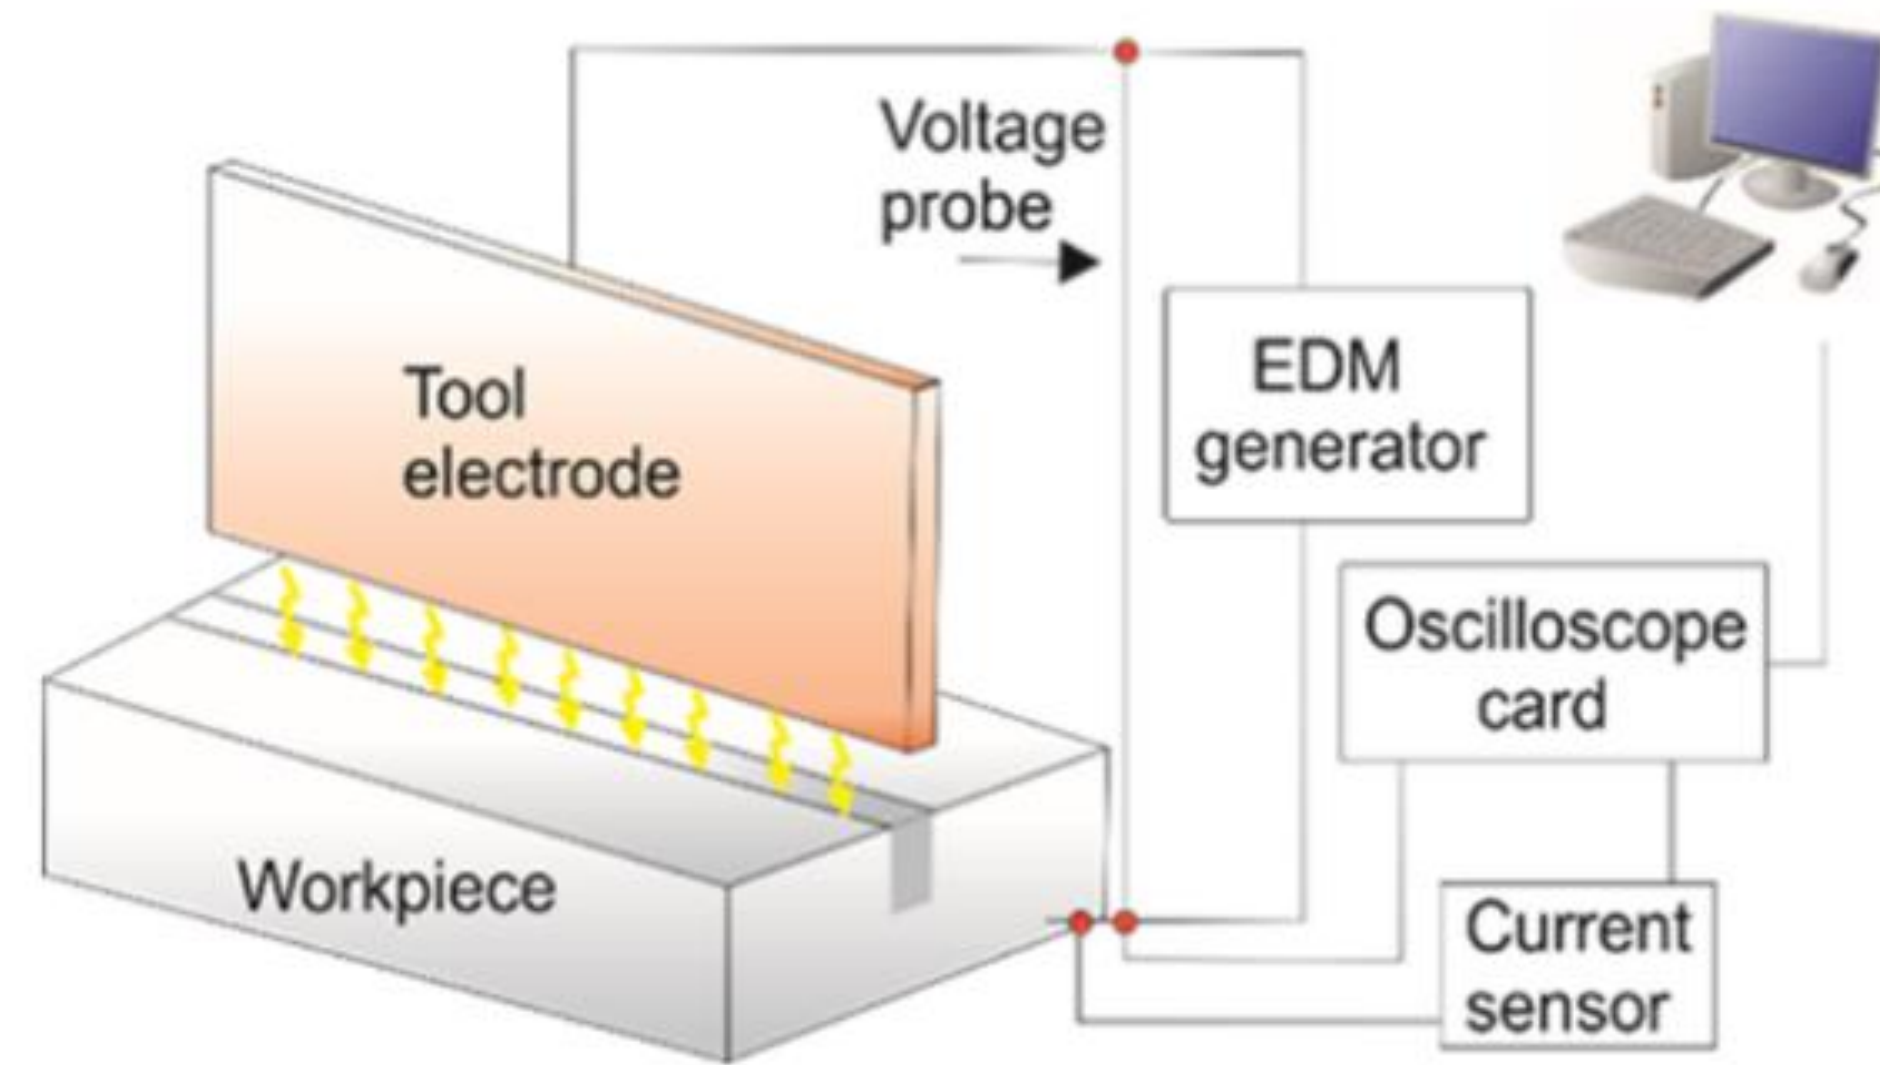 Voltage
probe
Tool
electrode
EDM
generator
Oscilloscope
card
Workpiece
Current
sensor